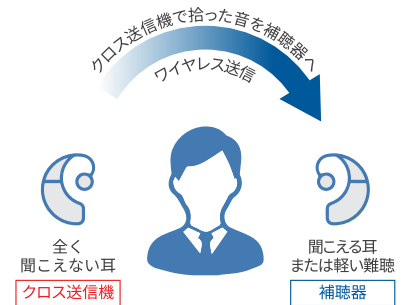 クロス送信機で拾った音を補聴器へ
ワイヤレス送信
全く
聞こえない耳
クロス送信機
聞こえる耳
または軽い難聴
補聴器